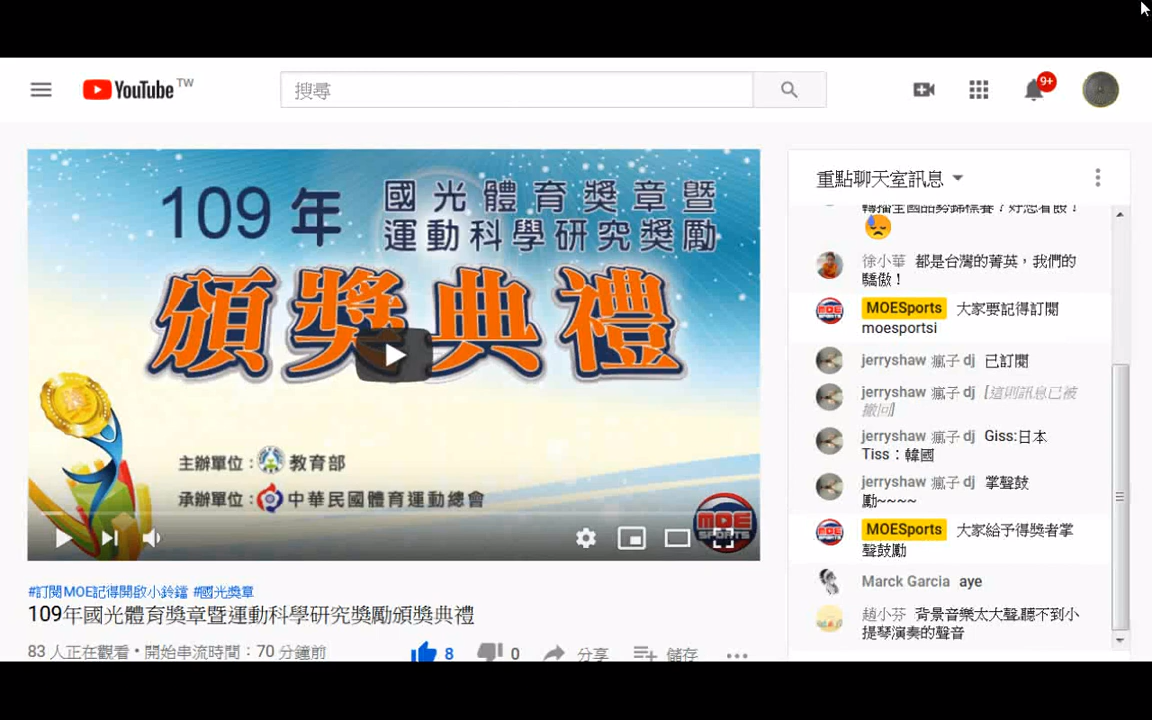 YouTube TW
搜尋
9+
109 年
國光體育獎章暨
運動科學研究獎勵
頒獎典禮
主辦單位：教育部
承辦單位：中華民國體育運動總會
MOE
SPORTS
#訂閱MOE記得開啟小鈴鐺 #國光獎章
109年國光體育獎章暨運動科學研究獎勵頒獎典禮
83 人正在觀看 • 開始串流時間：70 分鐘前
8
0
分享
儲存
重點聊天室訊息
徐小華 都是台灣的菁英，我們的
驕傲！
MOESports 大家要記得訂閱
moesportsi
jerryshaw 瘋子 dj 已訂閱
jerryshaw 瘋子 dj [這則訊息已被
撤回]
jerryshaw 瘋子 dj Giss:日本
Tiss：韓國
jerryshaw 瘋子 dj 掌聲鼓
勵~~~~
MOESports 大家給予得獎者掌
聲鼓勵
Marck Garcia aye
趙小芬 背景音樂太大聲,聽不到小
提琴演奏的聲音